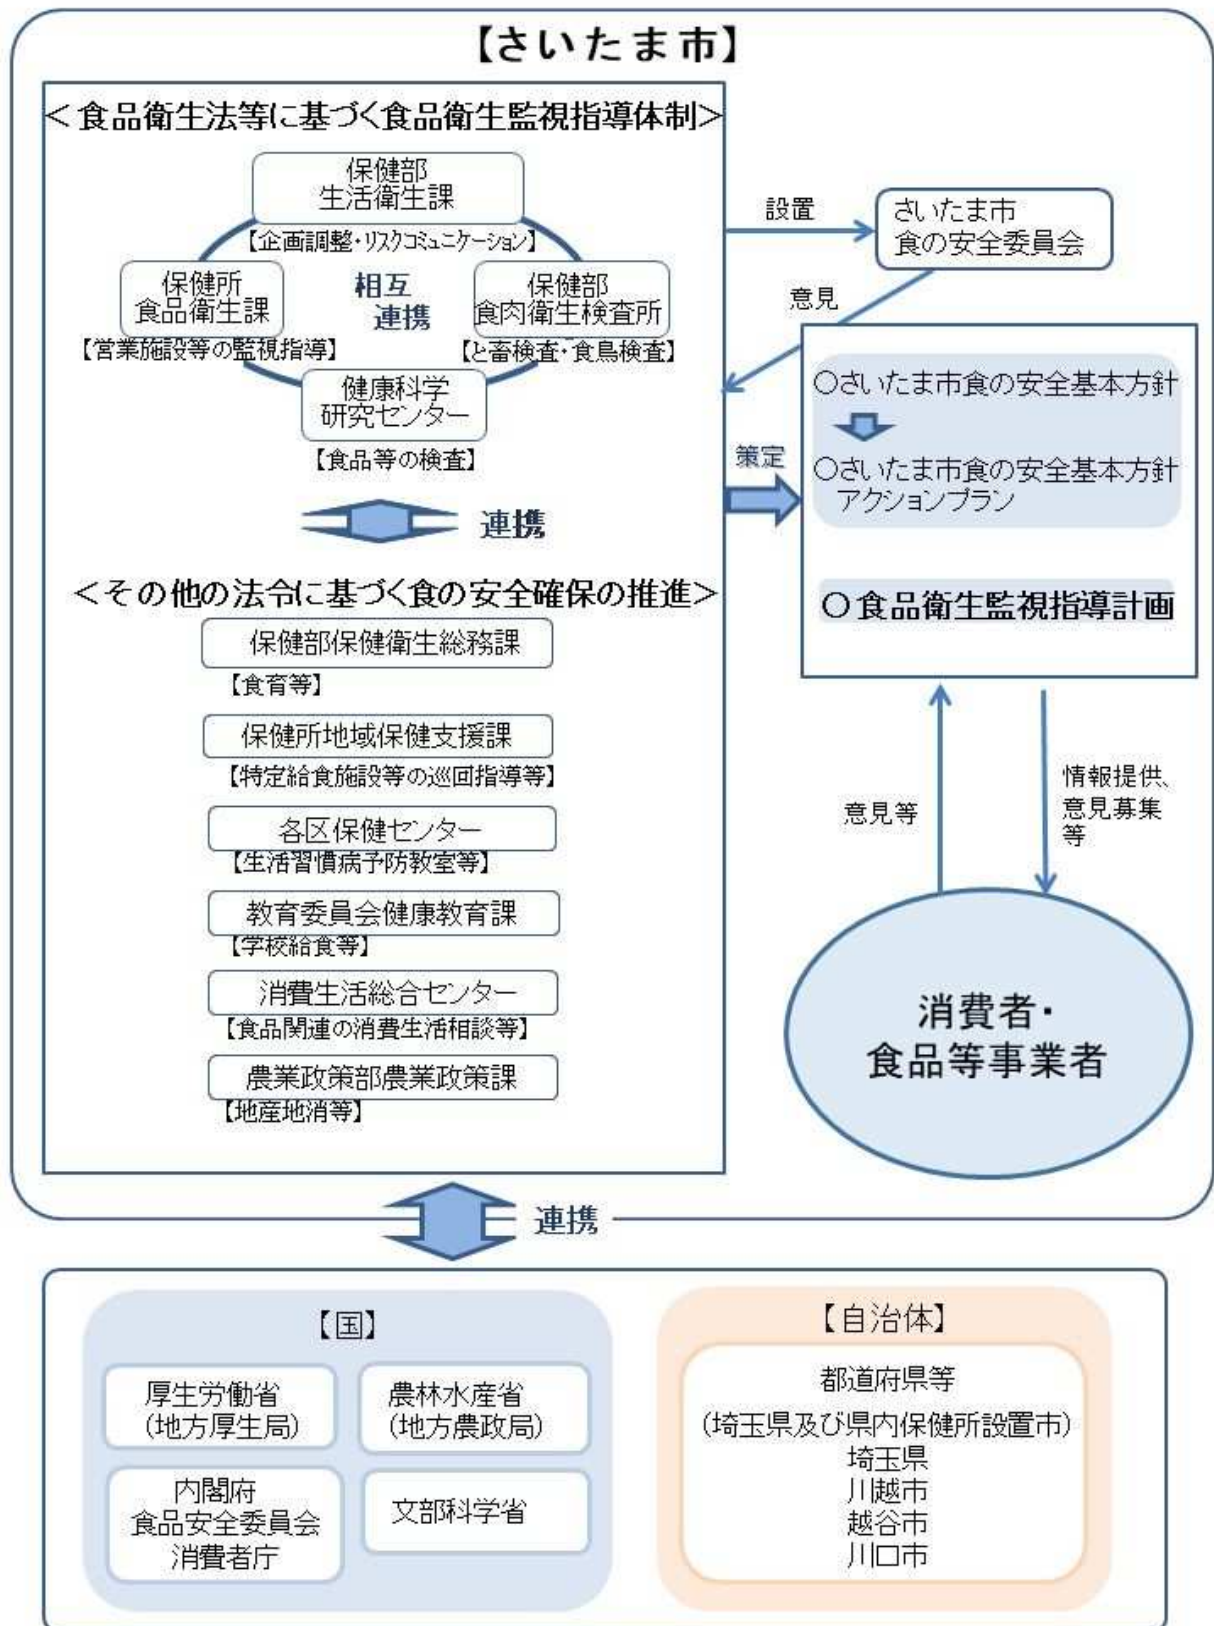 【さいたま市】
＜食品衛生法等に基づく食品衛生監視指導体制＞
保健部
生活衛生課
【企画調整・リスクコミュニケーション】
保健所
食品衛生課
【営業施設等の監視指導】
相互
連携
保健部
食肉衛生検査所
【と畜検査・食鳥検査】
健康科学
研究センター
【食品等の検査】
連携
＜その他の法令に基づく食の安全確保の推進＞
保健部保健衛生総務課
【食育等】
保健所地域保健支援課
【特定給食施設等の巡回指導等】
各区保健センター
【生活習慣病予防教室等】
教育委員会健康教育課
【学校給食等】
消費生活総合センター
【食品関連の消費生活相談等】
農業政策部農業政策課
【地産地消等】
設置
さいたま市
食の安全委員会
意見
策定
○さいたま市食の安全基本方針
○さいたま市食の安全基本方針
アクションプラン
○食品衛生監視指導計画
意見等
情報提供、
意見募集
等
消費者・
食品等事業者
連携
【国】
厚生労働省
(地方厚生局)
農林水産省
(地方農政局)
内閣府
食品安全委員会
消費者庁
文部科学省
【自治体】
都道府県等
(埼玉県及び県内保健所設置市)
埼玉県
川越市
越谷市
川口市